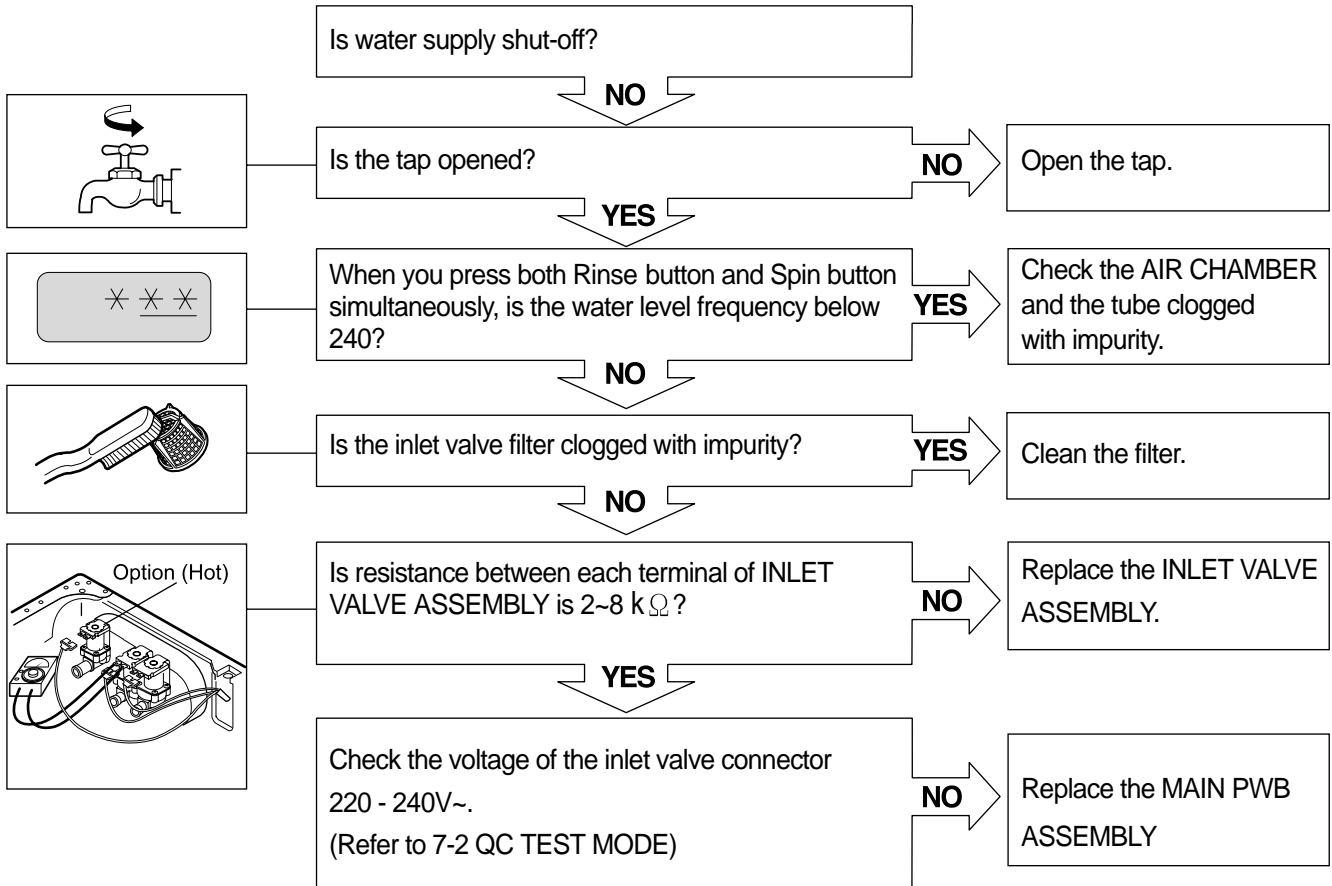 Is water supply shut-off?
NO
Is the tap opened?
NO
Open the tap.
YES
When you press both Rinse button and Spin button
simultaneously, is the water level frequency below
240?
YES
Check the AIR CHAMBER
and the tube clogged
with impurity.
NO
Is the inlet valve filter clogged with impurity?
YES
Clean the filter.
NO
Option (Hot)
Is resistance between each terminal of INLET
VALVE ASSEMBLY is 2~8 kΩ?
NO
Replace the INLET VALVE
ASSEMBLY.
YES
Check the voltage of the inlet valve connector
220 - 240V~.
(Refer to 7-2 QC TEST MODE)
NO
Replace the MAIN PWB
ASSEMBLY